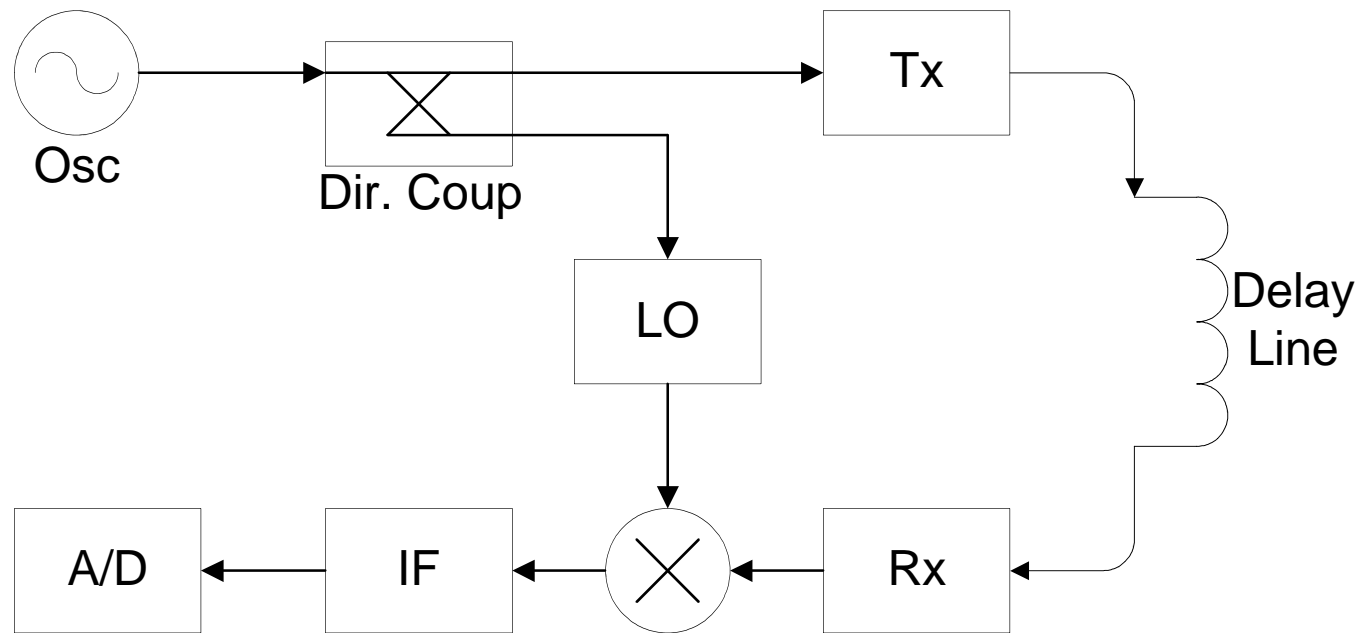 Osc
Dir. Coup
Tx
LO
Delay
Line
A/D
IF
Rx